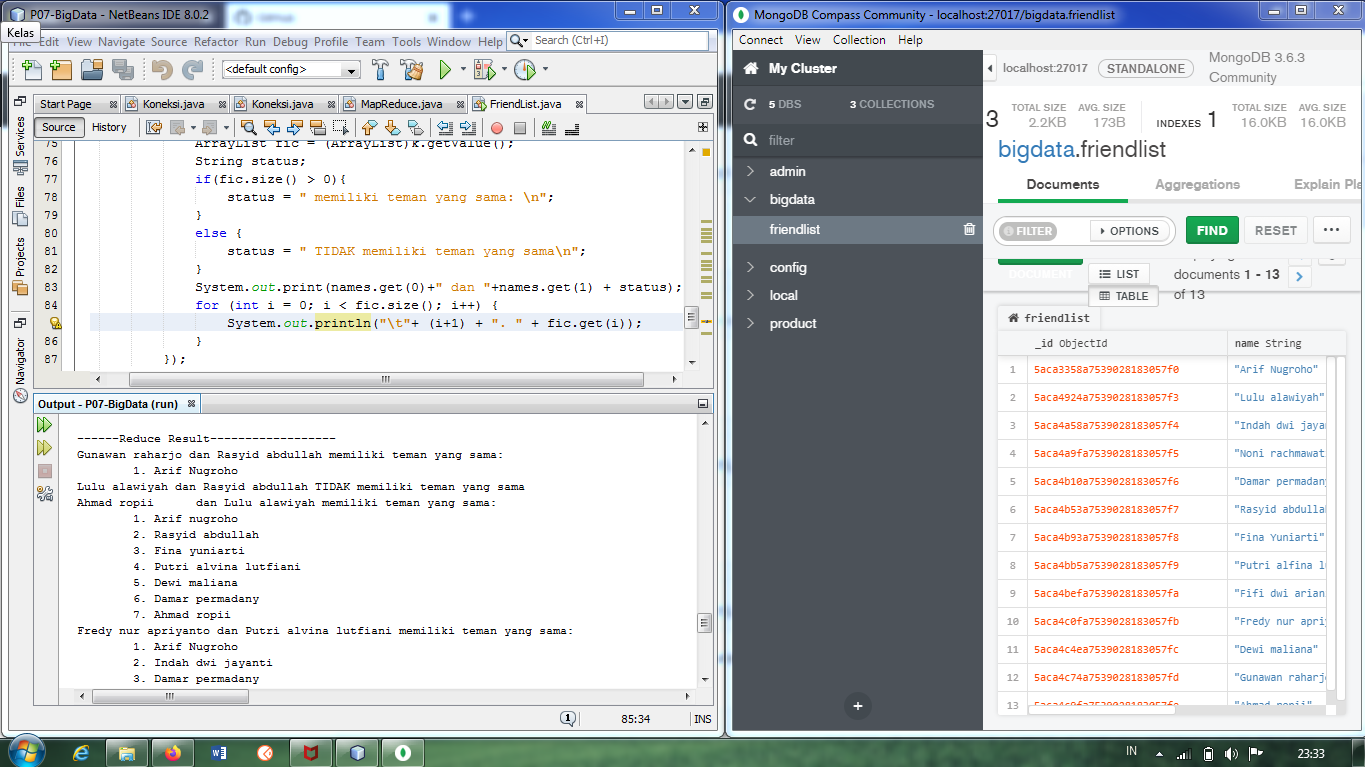 P07-BigData - NetBeans IDE 8.0.2
Kelas
Edit View Navigate Source Refactor Run Debug Profile Team Tools Window Help
Search (Ctrl+I)
<default config>
Start Page
Koneksi.java
Koneksi.java
MapReduce.java
FriendList.java
Source History
Services
Files
Projects
Navigator
75 ArrayList fic = (ArrayList)k.getValue();
76 String status;
77 if(fic.size() > 0){
78 status = " memiliki teman yang sama: \n";
79 }
80 else {
81 status = " TIDAK memiliki teman yang sama\n";
82 }
83 System.out.print(names.get(0)+" dan "+names.get(1) + status);
84 for (int i = 0; i < fic.size(); i++) {
System.out.println("\t"+ (i+1) + ". " + fic.get(i));
86 }
87 });
Output - P07-BigData (run)
------Reduce Result------------------
Gunawan raharjo dan Rasyid abdullah memiliki teman yang sama:
1. Arif Nugroho
Lulu alawiyah dan Rasyid abdullah TIDAK memiliki teman yang sama
Ahmad ropii dan Lulu alawiyah memiliki teman yang sama:
1. Arif nugroho
2. Rasyid abdullah
3. Fina yuniarti
4. Putri alvina lutfiani
5. Dewi maliana
6. Damar permadany
7. Ahmad ropii
Fredy nur apriyanto dan Putri alvina lutfiani memiliki teman yang sama:
1. Arif Nugroho
2. Indah dwi jayanti
3. Damar permadany
1
85:34
INS
MongoDB Compass Community - localhost:27017/bigdata.friendlist
Connect View Collection Help
My Cluster
5 DBS 3 COLLECTIONS
filter
admin
bigdata
friendlist
config
local
product
localhost:27017 STANDALONE
MongoDB 3.6.3
Community
3 TOTAL SIZE 2.2KB AVG. SIZE 173B INDEXES 1 TOTAL SIZE 16.0KB AVG. SIZE 16.0KB
bigdata.friendlist
Documents Aggregations Explain Pla
FILTER OPTIONS FIND RESET
LIST
TABLE
documents 1 - 13
of 13
friendlist
_id ObjectId name String
1 5aca3358a7539028183057f0 "Arif Nugroho"
2 5aca4924a7539028183057f3 "Lulu alawiyah"
3 5aca4a58a7539028183057f4 "Indah dwi jayan
4 5aca4a9fa7539028183057f5 "Noni rachmawat
5 5aca4b10a7539028183057f6 "Damar permadany
6 5aca4b53a7539028183057f7 "Rasyid abdullah
7 5aca4b93a7539028183057f8 "Fina Yuniarti"
8 5aca4bb5a7539028183057f9 "Putri alfina lu
9 5aca4befa7539028183057fa "Fifi dwi arian
10 5aca4c0fa7539028183057fb "Fredy nur apriy
11 5aca4c4ea7539028183057fc "Dewi maliana"
12 5aca4c74a7539028183057fd "Gunawan raharjo
13 "Ahmad ropii"
IN
23:33